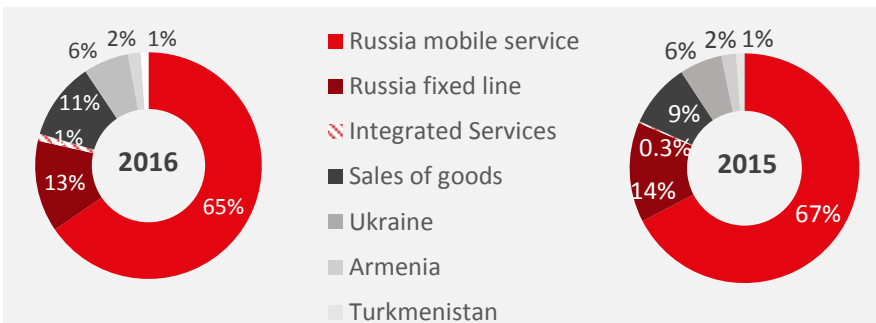 6% 2% 1%
11%
1%
13%
2016
65%
Russia mobile service
Russia fixed line
Integrated Services
Sales of goods
Ukraine
Armenia
Turkmenistan
6% 2% 1%
9%
0.3%
14%
2015
67%